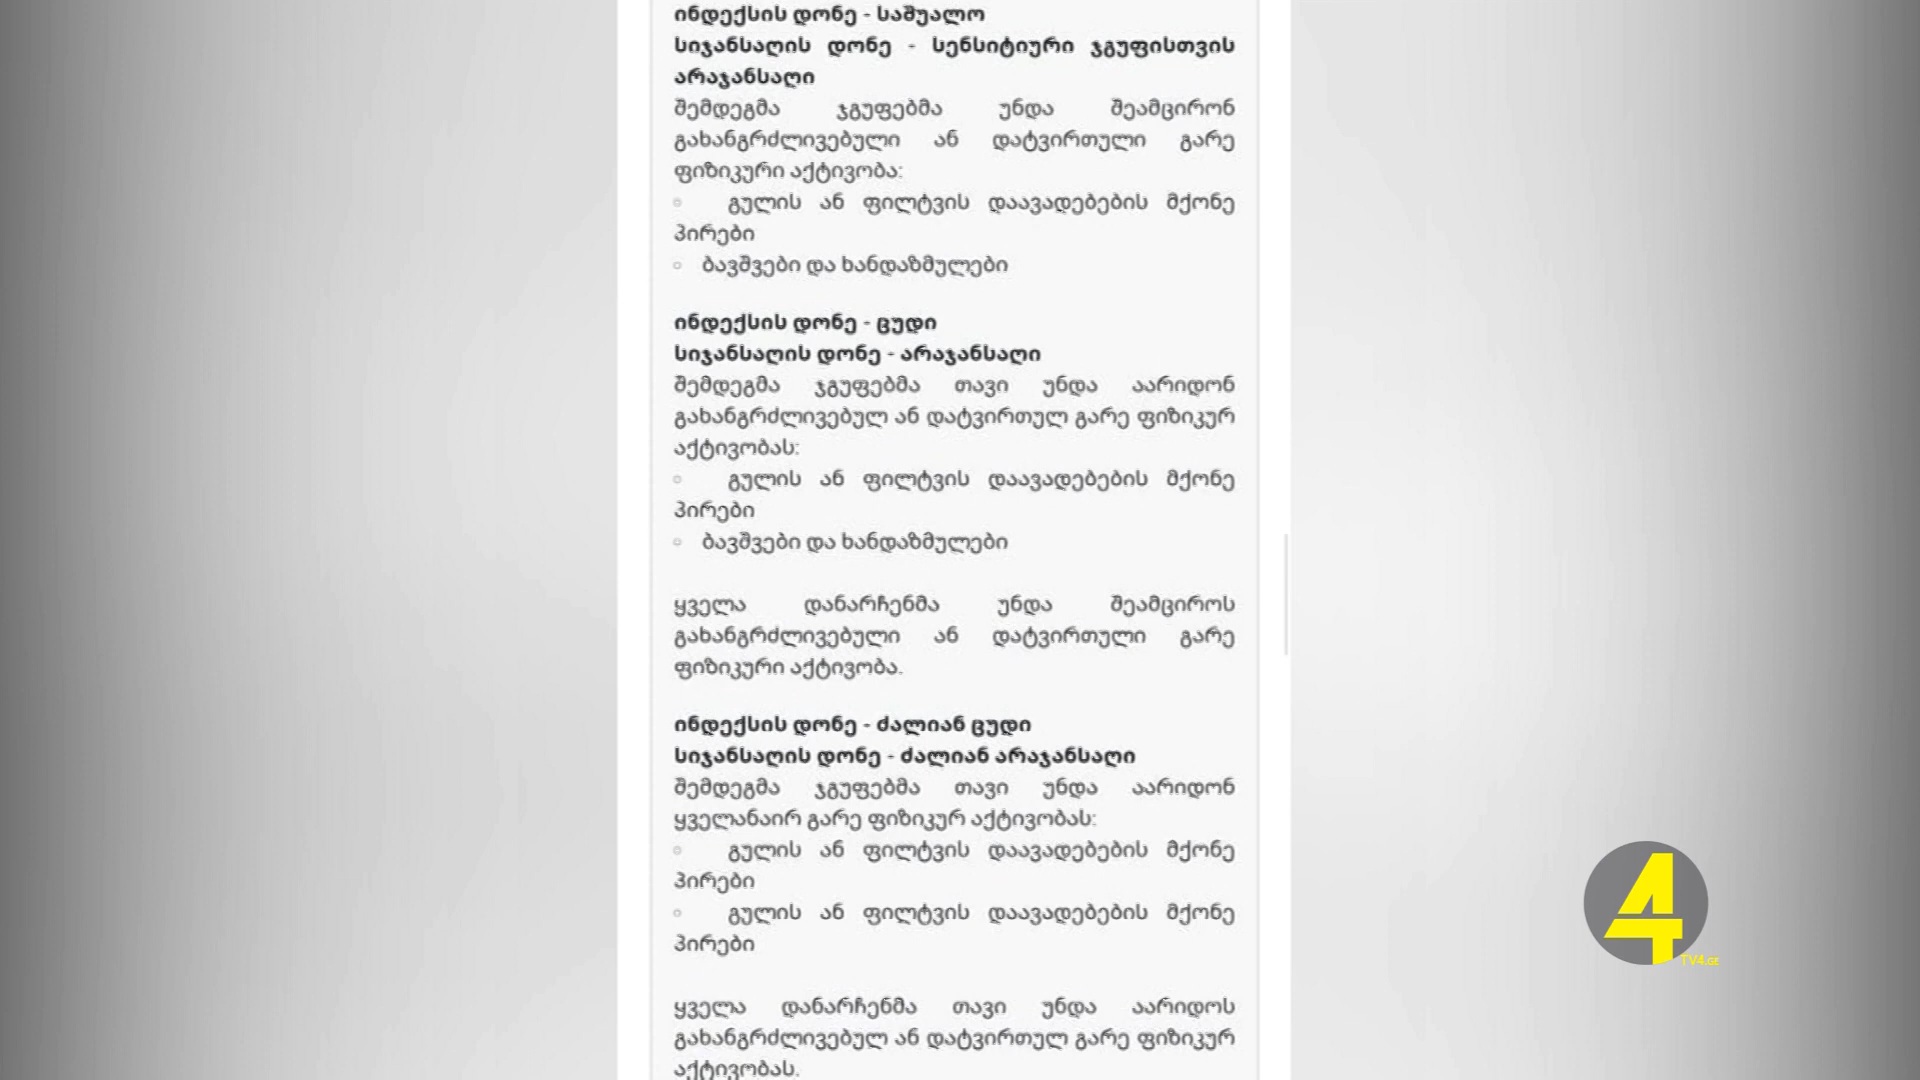 ინდექსის დონე - საშუალო
სიჯანსაღის დონე - სენსიტიური ჯგუფისთვის
არაჯანსაღი
შემდეგმა ჯგუფებმა უნდა შეამცირონ
გახანგრძლივებული ან დატვირთული გარე
ფიზიკური აქტივობა:
○ გულის ან ფილტვის დაავადებების მქონე
პირები
○ ბავშვები და ხანდაზმულები
ინდექსის დონე - ცუდი
სიჯანსაღის დონე - არაჯანსაღი
შემდეგმა ჯგუფებმა თავი უნდა აარიდონ
გახანგრძლივებულ ან დატვირთულ გარე ფიზიკურ
აქტივობას:
○ გულის ან ფილტვის დაავადებების მქონე
პირები
○ ბავშვები და ხანდაზმულები
ყველა დანარჩენმა უნდა შეამციროს
გახანგრძლივებული ან დატვირთული გარე
ფიზიკური აქტივობა.
ინდექსის დონე - ძალიან ცუდი
სიჯანსაღის დონე - ძალიან არაჯანსაღი
შემდეგმა ჯგუფებმა თავი უნდა აარიდონ
ყველანაირ გარე ფიზიკურ აქტივობას:
○ გულის ან ფილტვის დაავადებების მქონე
პირები
○ გულის ან ფილტვის დაავადებების მქონე
პირები
ყველა დანარჩენმა თავი უნდა აარიდოს
გახანგრძლივებულ ან დატვირთულ გარე ფიზიკურ
აქტივობას.
4
TV4.GE